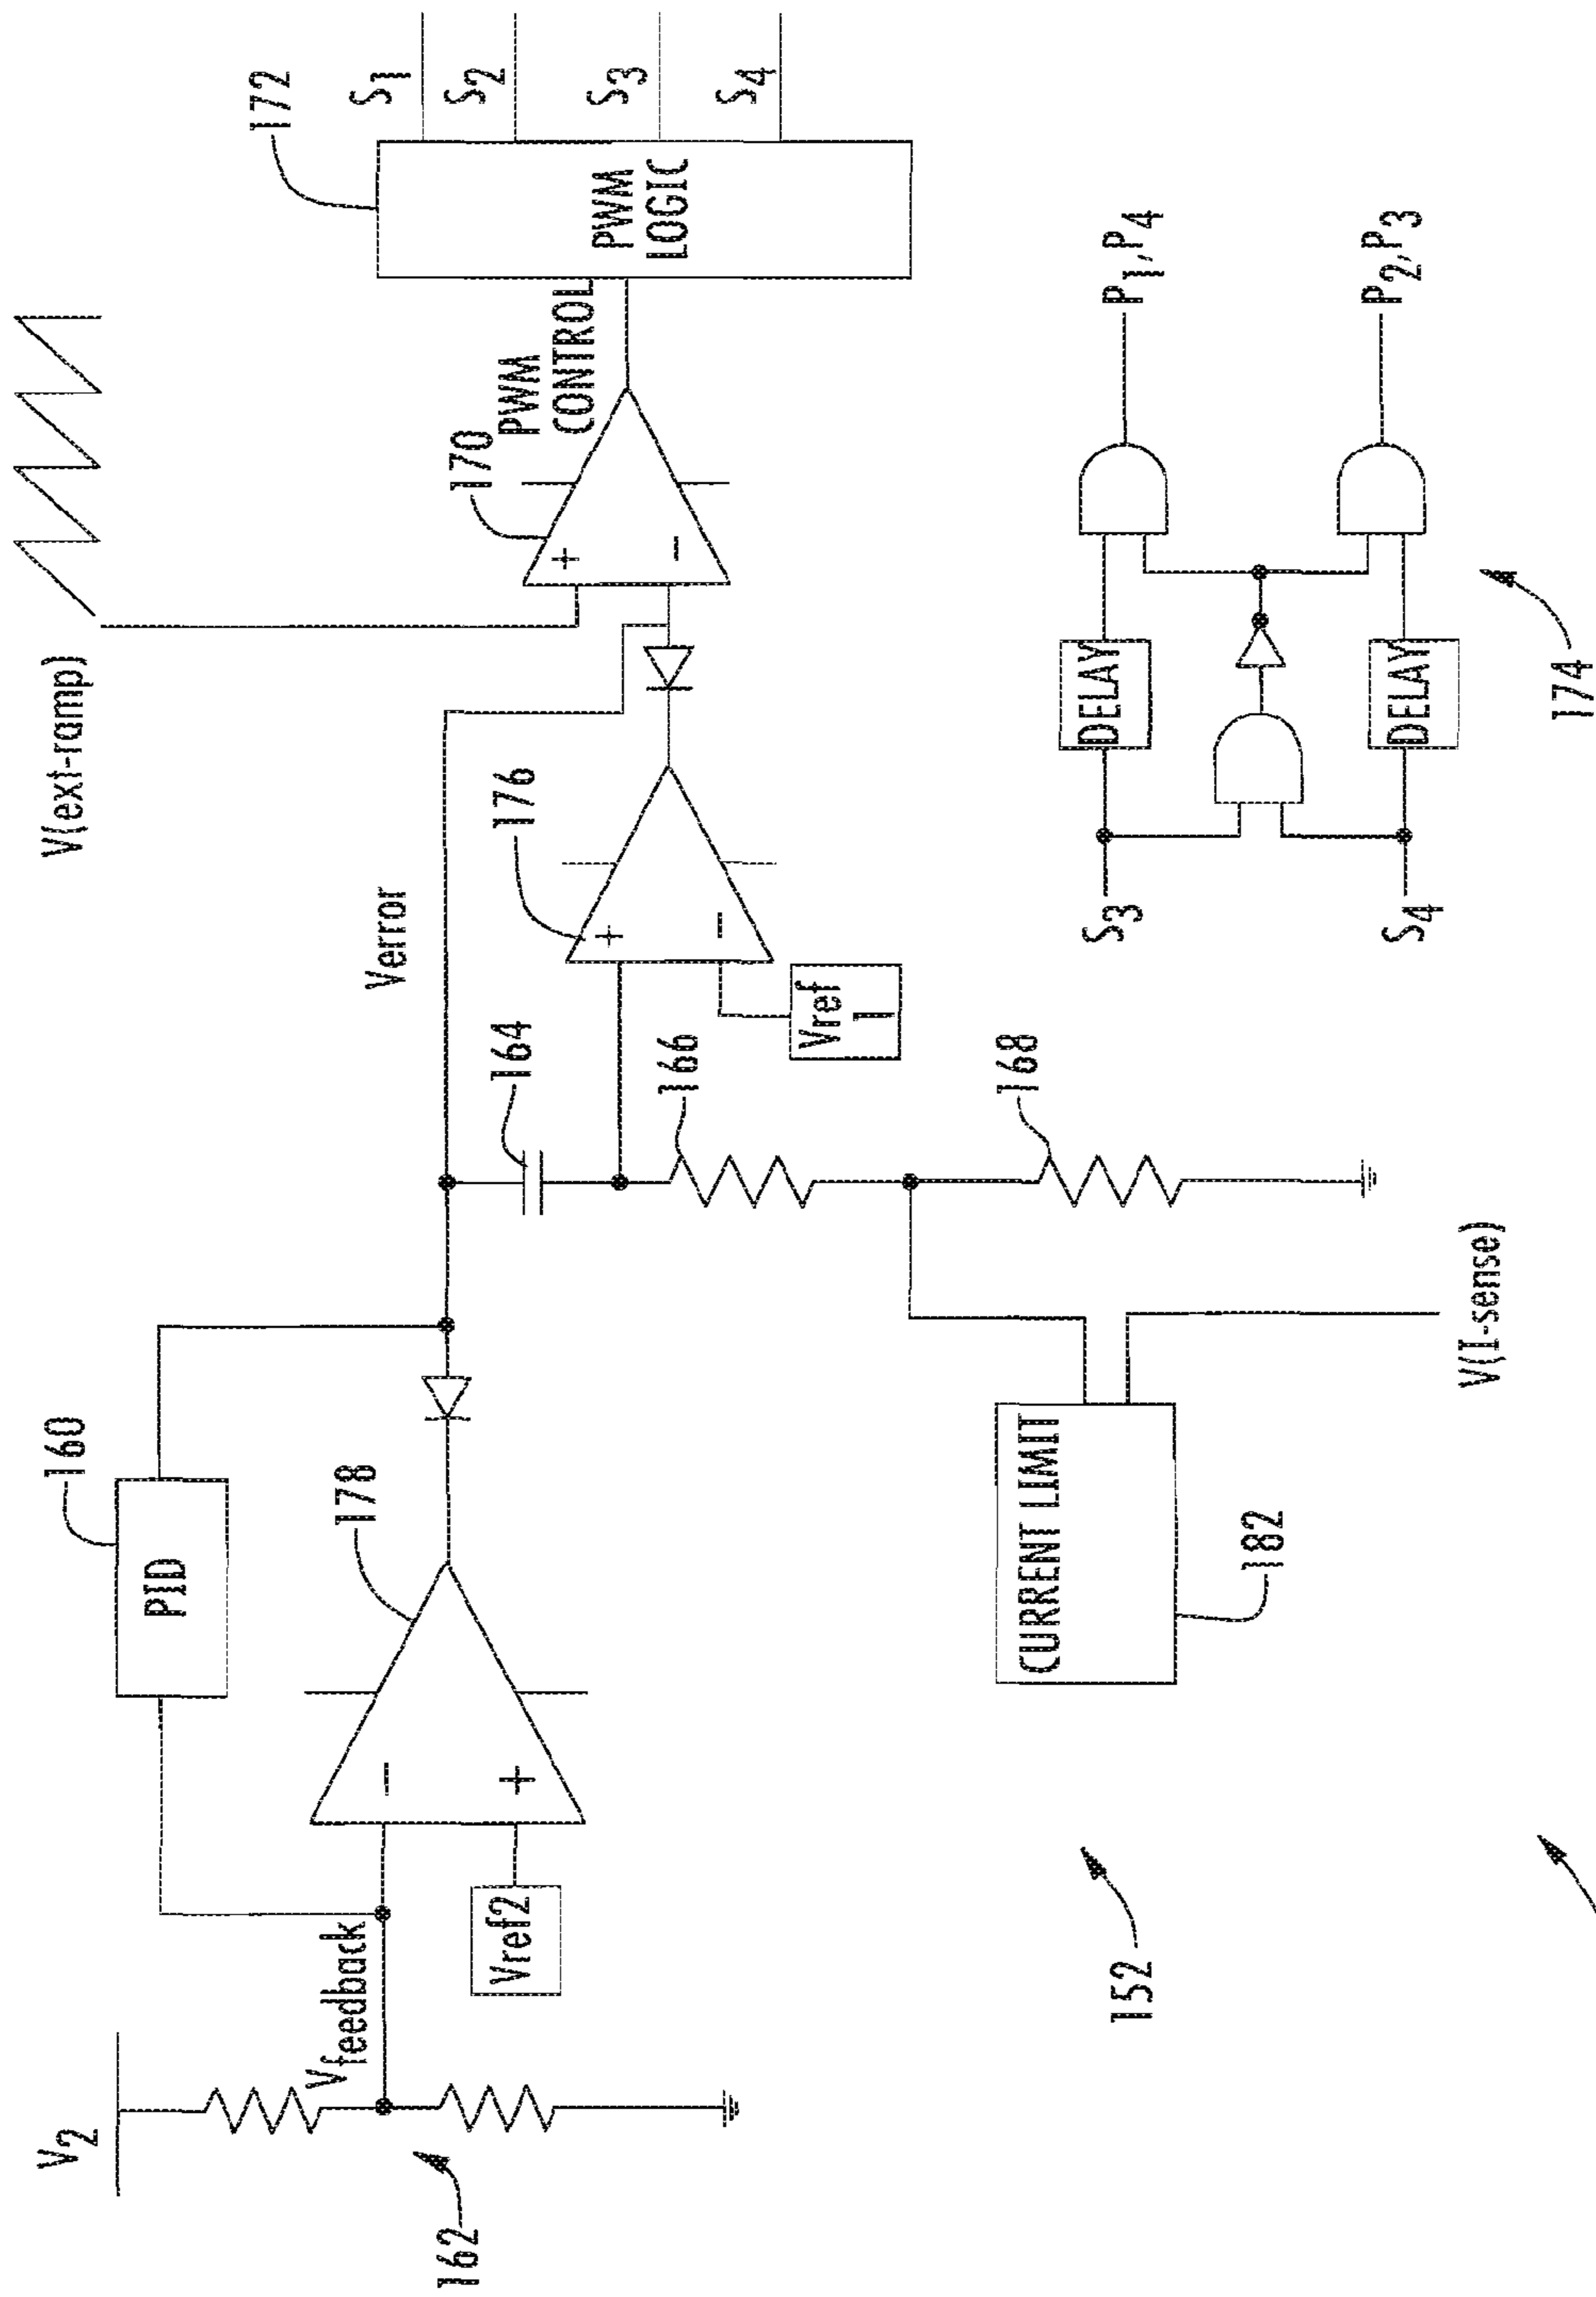 V2
162
Vfeedback
Vref2
160
PID
178
−
+
152
CURRENT LIMIT
182
V(I-sense)
Verror
164
166
168
Vref
1
176
+
−
V(ext-ramp)
170
+
−
PWM
CONTROL
172
PWM
LOGIC
S1
S2
S3
S4
S3
S4
DELAY
DELAY
P1,P4
P2,P3
174